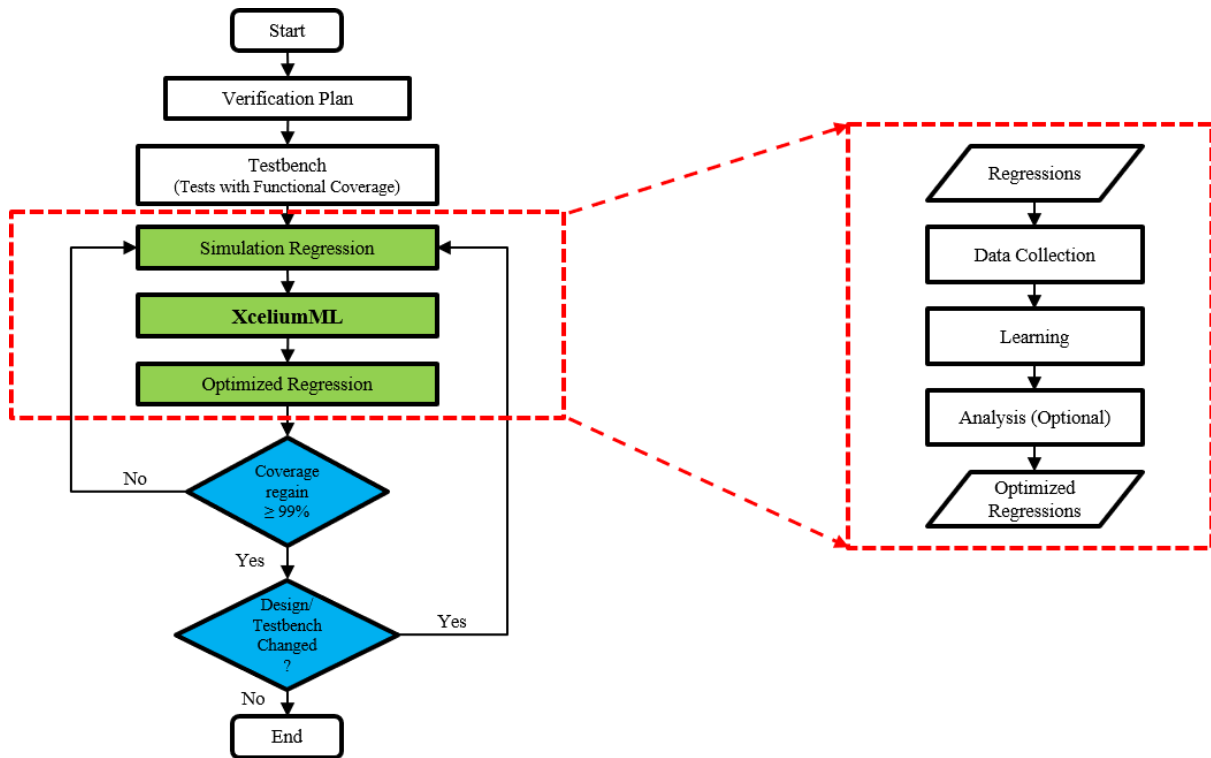 Start
Verification Plan
Testbench
(Tests with Functional Coverage)
Simulation Regression
XceliumML
Optimized Regression
Coverage
regain
≥ 99%
No
Yes
Design/
Testbench
Changed
?
Yes
No
End
Regressions
Data Collection
Learning
Analysis (Optional)
Optimized
Regressions